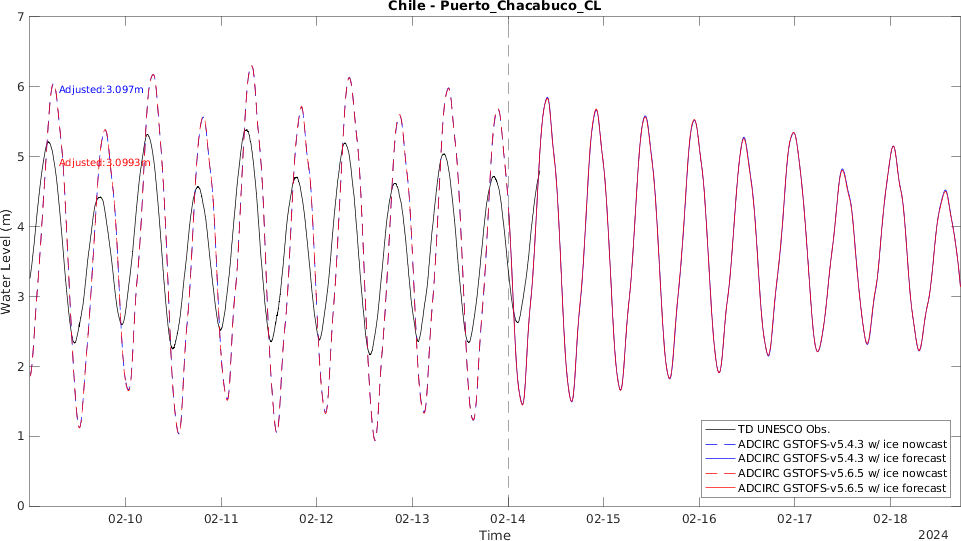 Chile - Puerto_Chacabuco_CL
7
6
5
4
3
2
1
0
Water Level (m)
Adjusted:3.097m
Adjusted:3.0993m
TD UNESCO Obs.
ADCIRC GSTOFS-v5.4.3 w/ ice nowcast
ADCIRC GSTOFS-v5.4.3 w/ ice forecast
ADCIRC GSTOFS-v5.6.5 w/ ice nowcast
ADCIRC GSTOFS-v5.6.5 w/ ice forecast
02-10 02-11 02-12 02-13 02-14 02-15 02-16 02-17 02-18
Time
2024